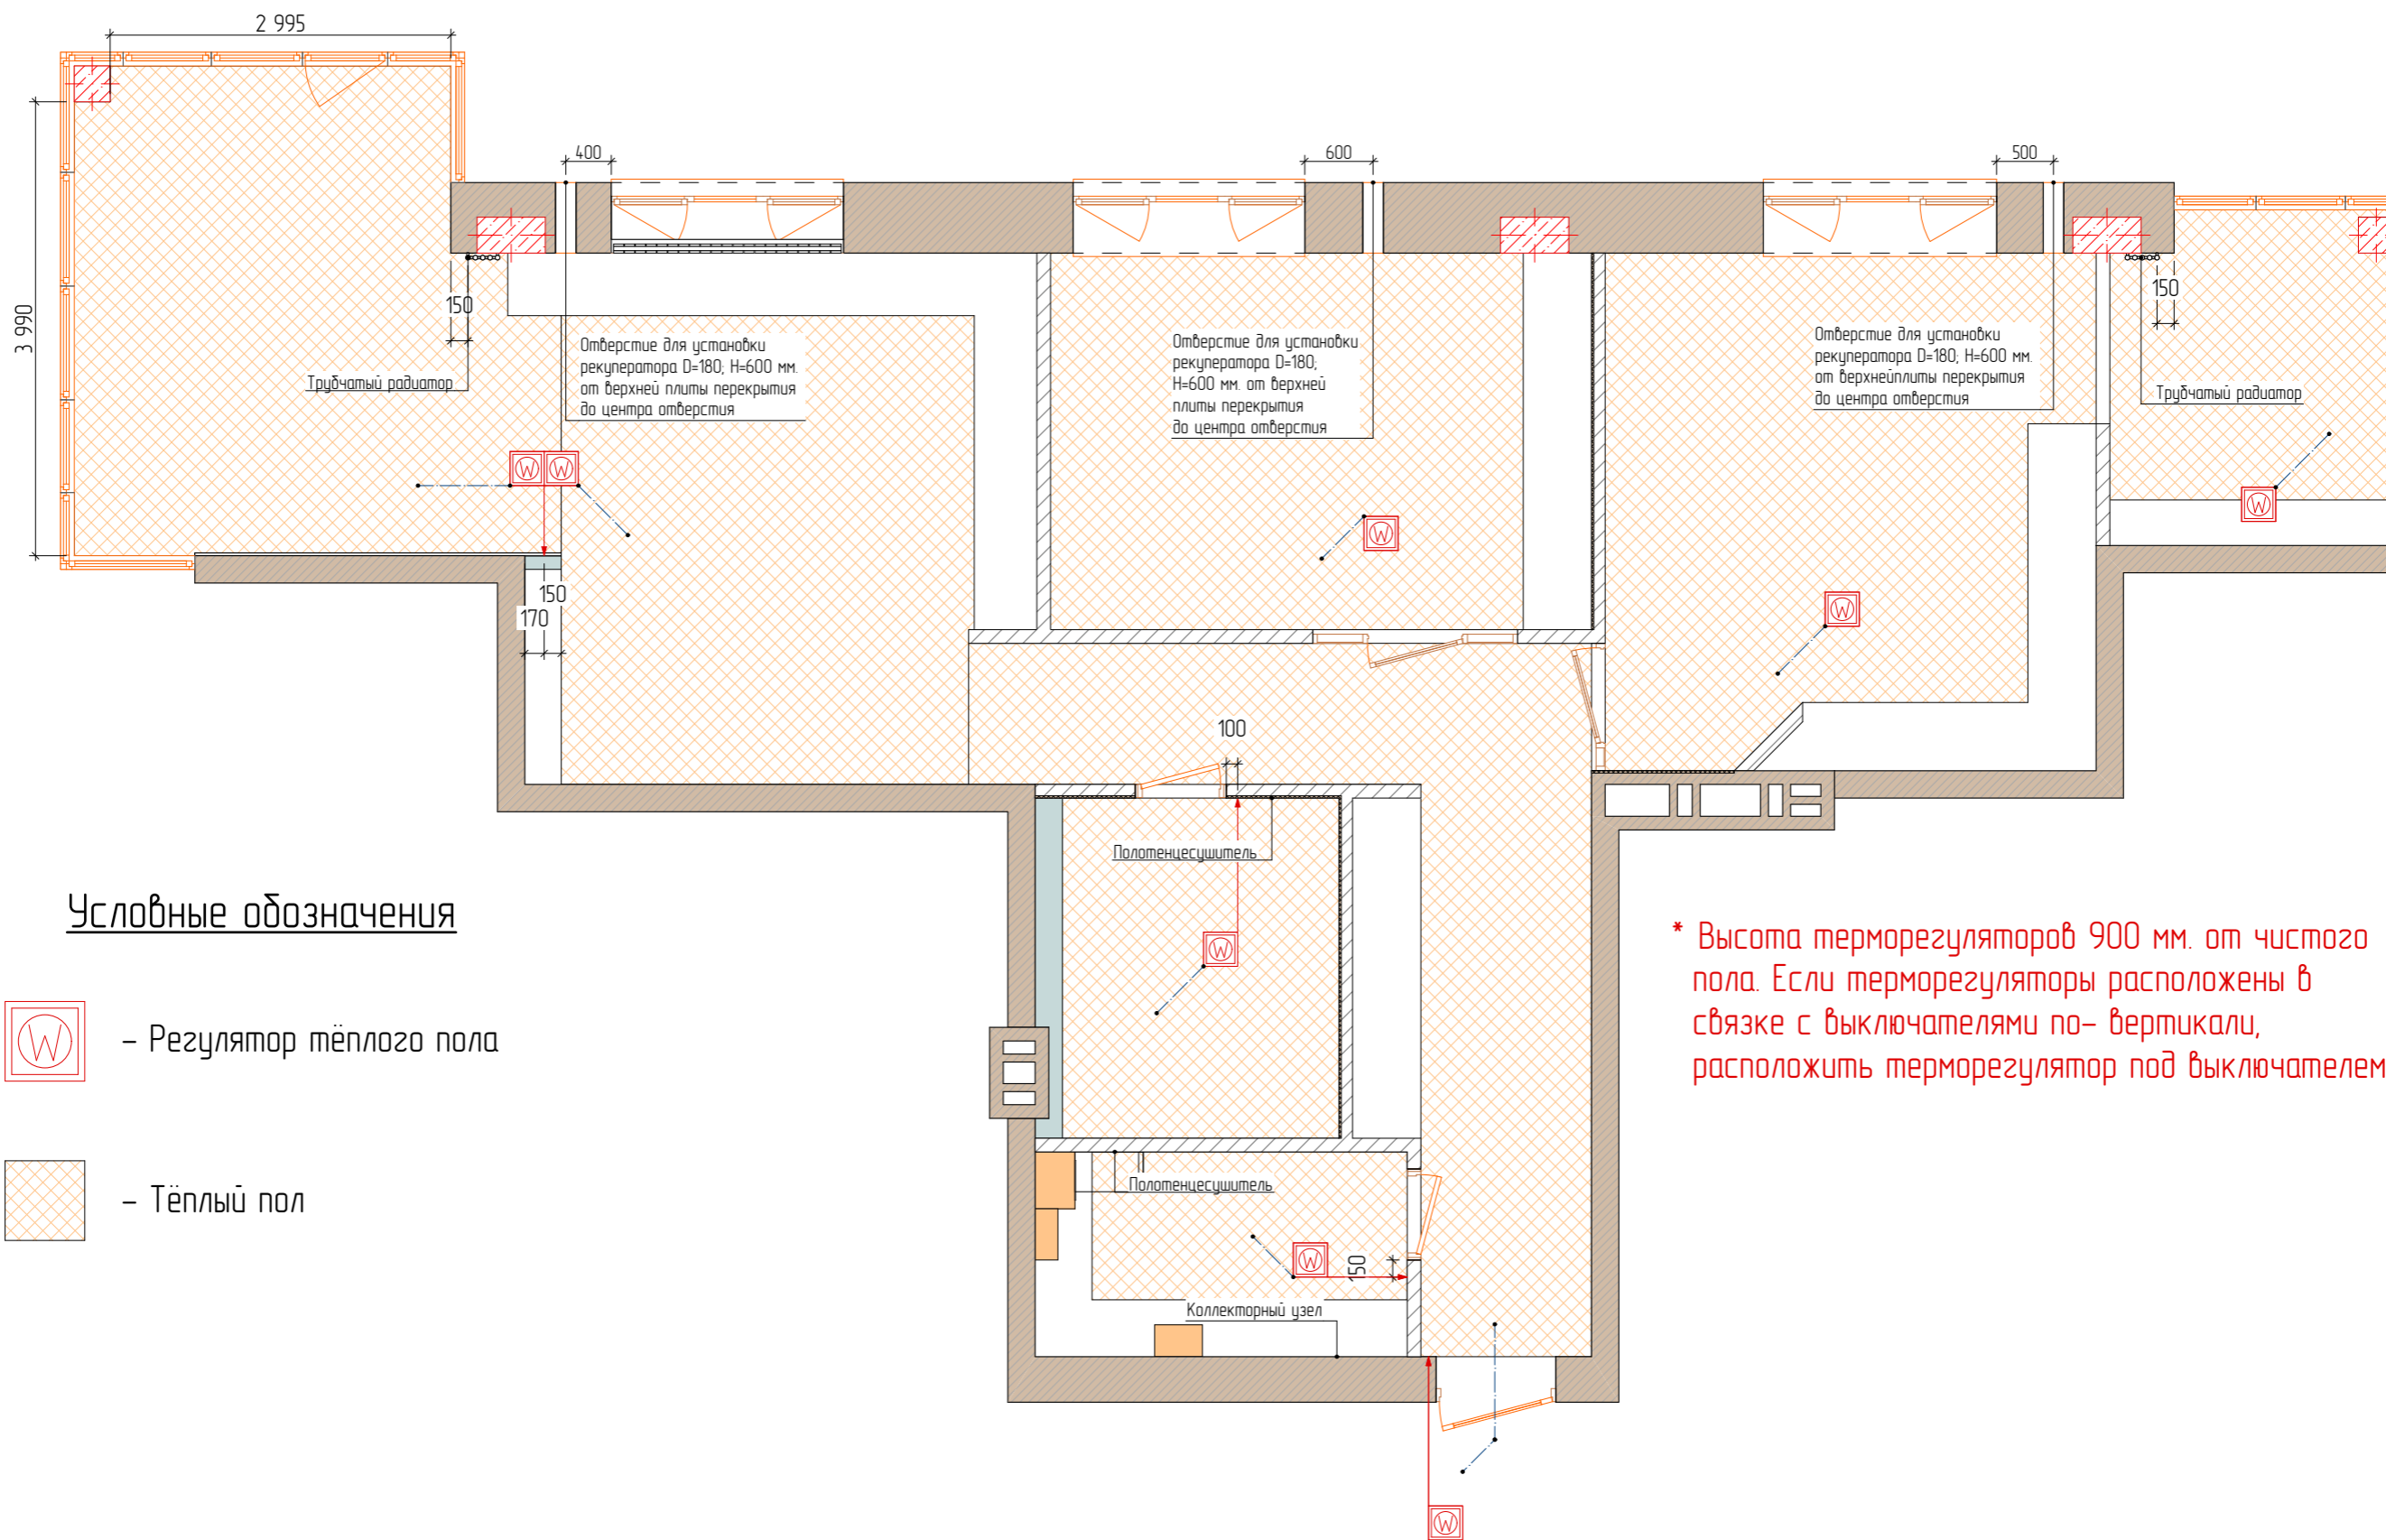 2 995
400
600
500
3 990
150
150
Отверстие для установки
рекуператора D=180; H=600 мм.
от верхней плиты перекрытия
до центра отверстия
Отверстие для установки
рекуператора D=180;
H=600 мм. от верхней
плиты перекрытия
до центра отверстия
Отверстие для установки
рекуператора D=180; H=600 мм.
от верхнейплиты перекрытия
до центра отверстия
Трубчатый радиатор
Трубчатый радиатор
W
W
W
W
W
150
170
100
Полотенцесушитель
W
Условные обозначения
W
– Регулятор тёплого пола
– Тёплый пол
* Высота терморегуляторов 900 мм. от чистого
пола. Если терморегуляторы расположены в
связке с выключателями по- вертикали,
расположить терморегулятор под выключателем
Полотенцесушитель
W
150
Коллекторный узел
W